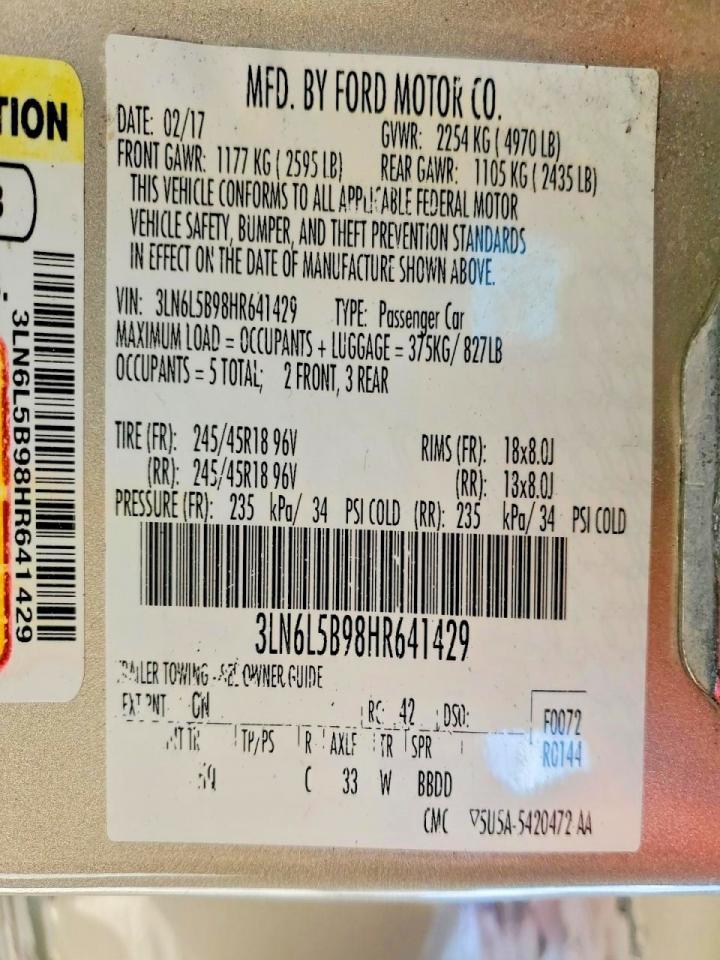 TION
3LN6L5B98HR641429
MFD. BY FORD MOTOR CO.
DATE: 02/17 GVWR: 2254 KG ( 4970 LB)
FRONT GAWR: 1177 KG ( 2595 LB) REAR GAWR: 1105 KG ( 2435 LB)
THIS VEHICLE CONFORMS TO ALL APPLICABLE FEDERAL MOTOR
VEHICLE SAFETY, BUMPER, AND THEFT PREVENTION STANDARDS
IN EFFECT ON THE DATE OF MANUFACTURE SHOWN ABOVE.
VIN: 3LN6L5B98HR641429 TYPE: Passenger Car
MAXIMUM LOAD = OCCUPANTS + LUGGAGE = 375KG/ 827LB
OCCUPANTS = 5 TOTAL; 2 FRONT, 3 REAR
TIRE (FR): 245/45R18 96V RIMS (FR): 18x8.0J
(RR): 245/45R18 96V (RR): 13x8.0J
PRESSURE (FR): 235 kPa/ 34 PSI COLD (RR): 235 kPa/ 34 PSI COLD
3LN6L5B98HR641429
TRAILER TOWING - OWNER GUIDE
EXT PNT RC: 42 DSO: F0072
TP/PS R AXLE TR SPR R0144
C 33 W BBDD
CMC 5U5A-5420472 AA